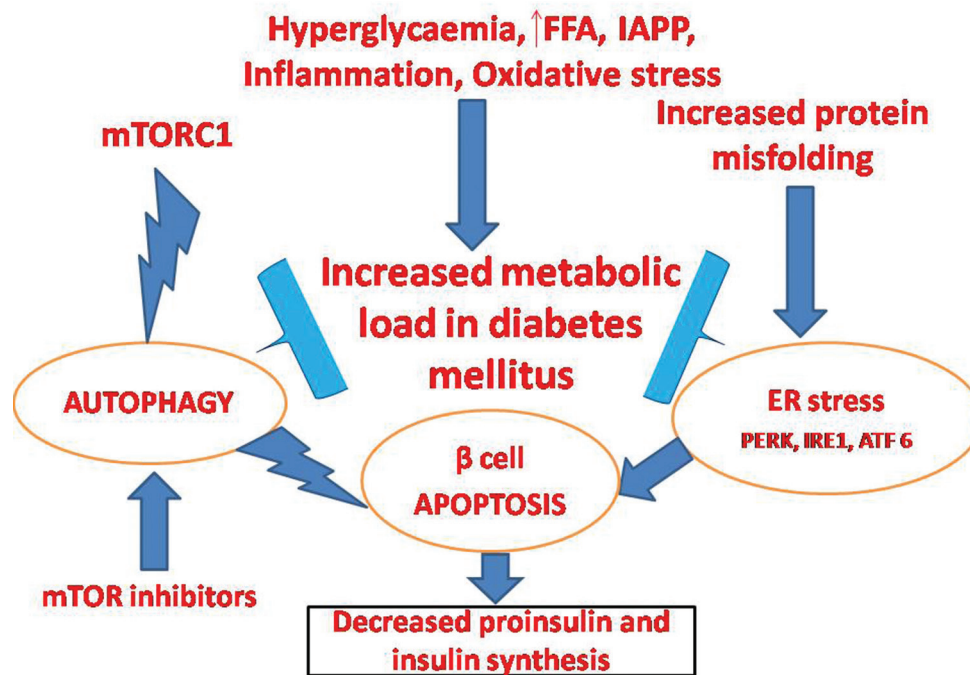 Hyperglycaemia, ↑FFA, IAPP,
Inflammation, Oxidative stress
mTORC1
Increased protein
misfolding
Increased metabolic
load in diabetes
mellitus
AUTOPHAGY
ER stress
PERK, IRE1, ATF 6
β cell
APOPTOSIS
mTOR inhibitors
Decreased proinsulin and
insulin synthesis